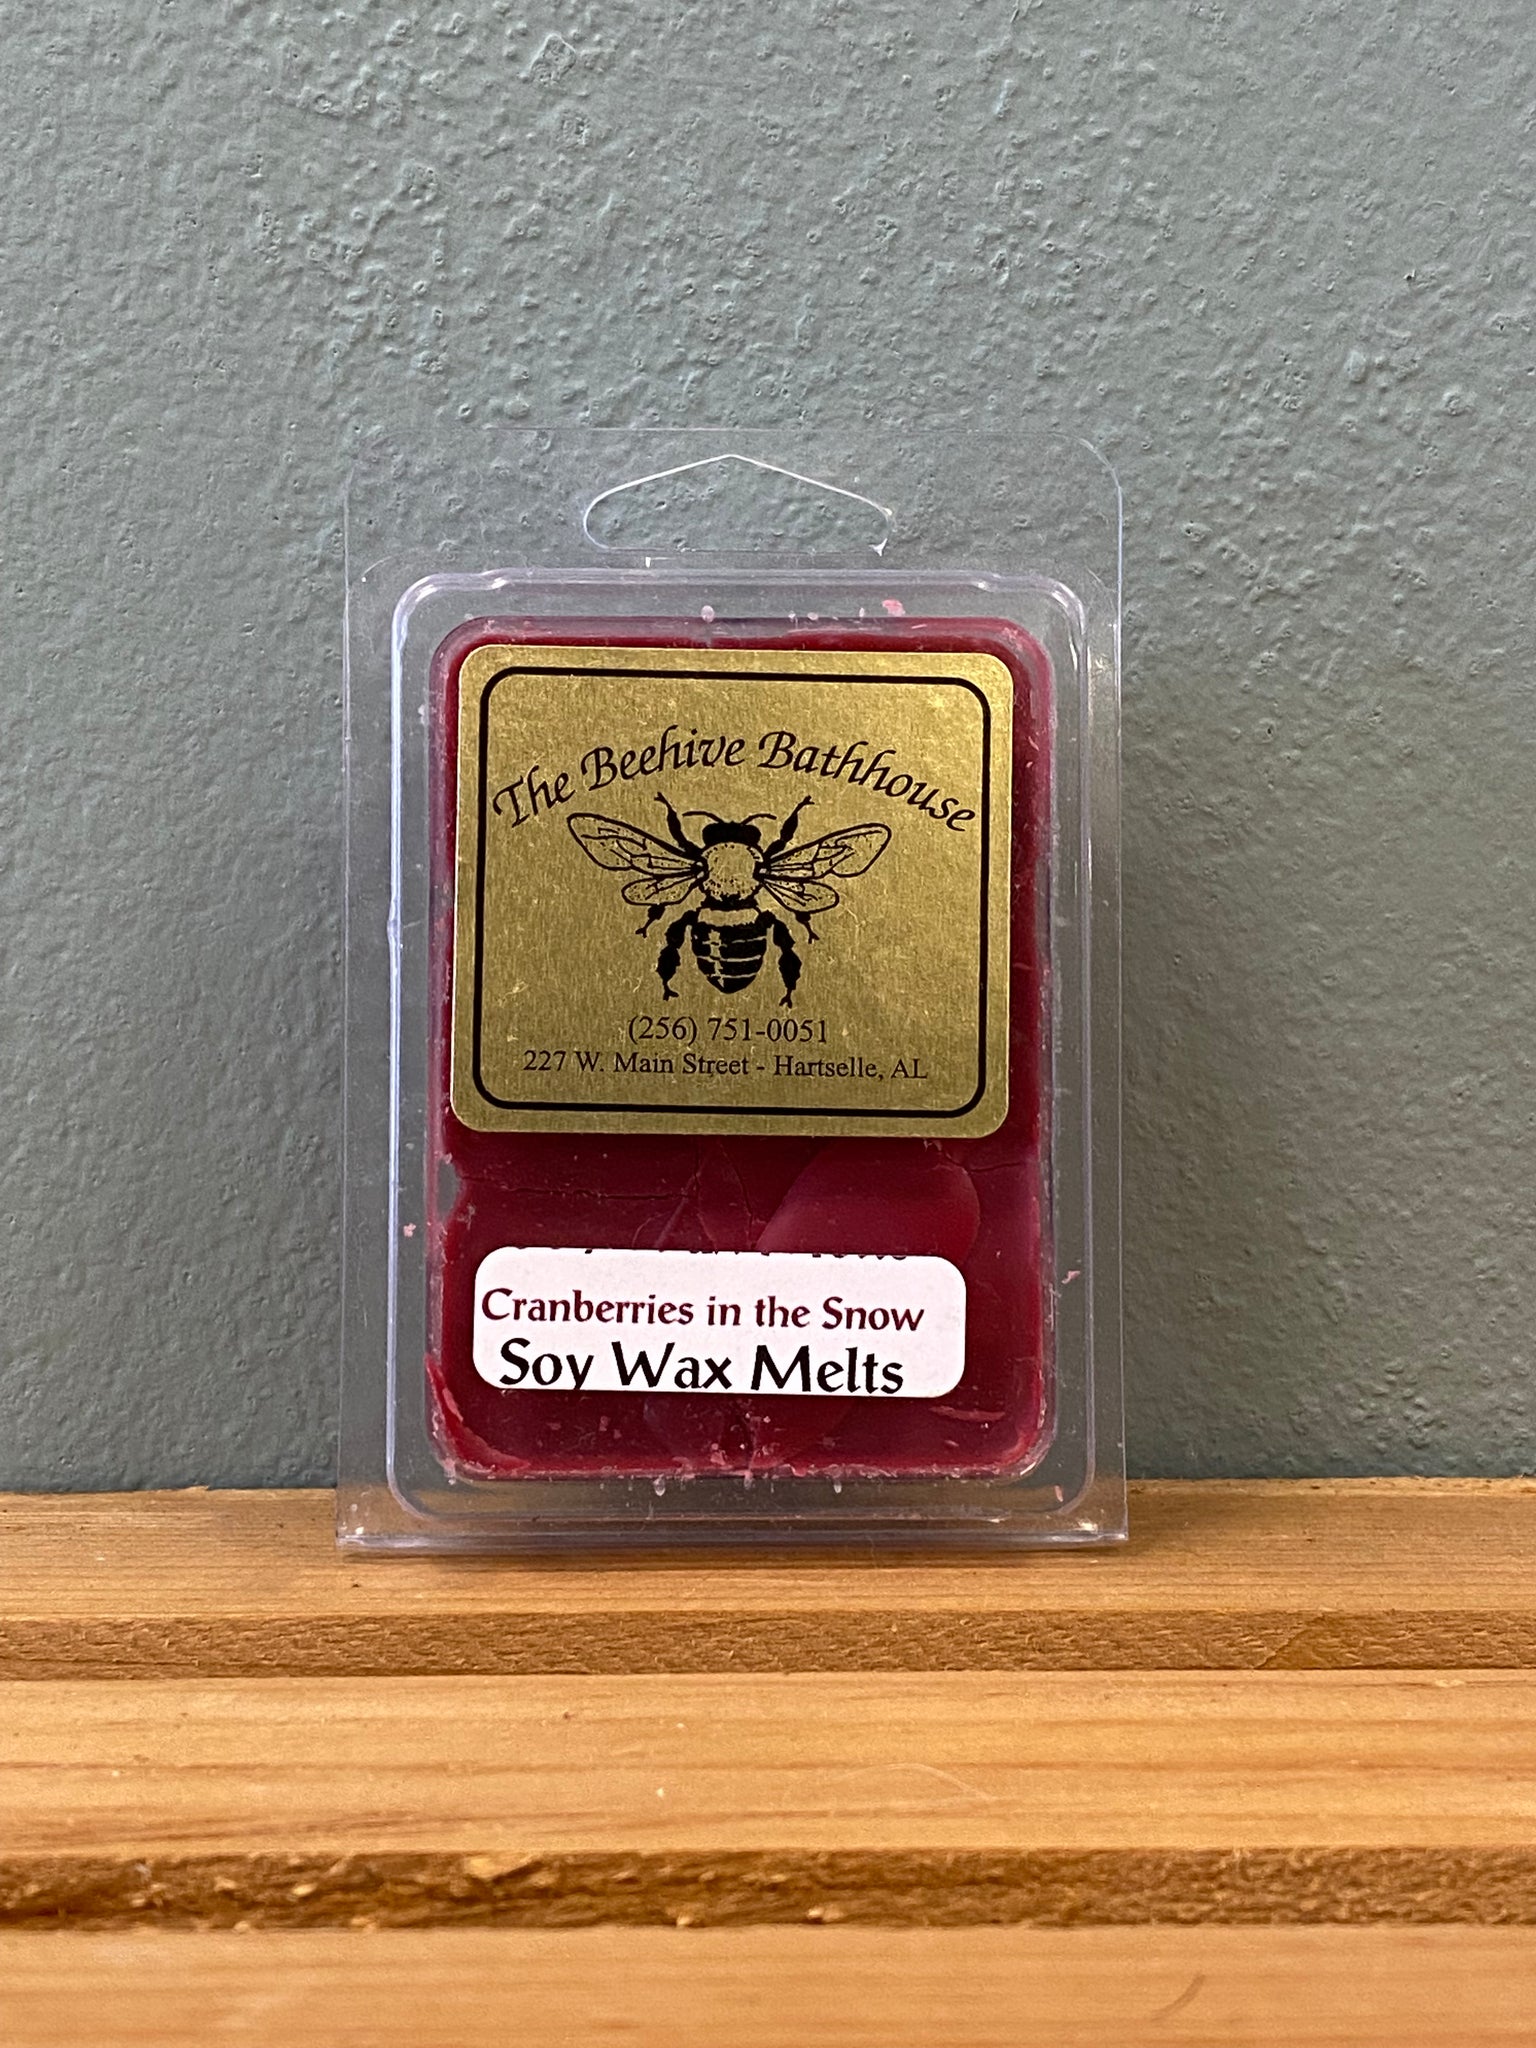 The Beehive Bathhouse
(256) 751-0051
227 W. Main Street - Hartselle, AL
Cranberries in the Snow
Soy Wax Melts